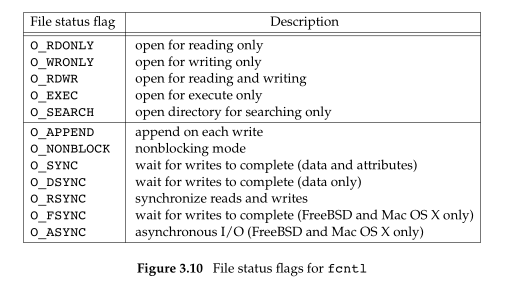 File status flag Description
O_RDONLY open for reading only
O_WRONLY open for writing only
O_RDWR open for reading and writing
O_EXEC open for execute only
O_SEARCH open directory for searching only
O_APPEND append on each write
O_NONBLOCK nonblocking mode
O_SYNC wait for writes to complete (data and attributes)
O_DSYNC wait for writes to complete (data only)
O_RSYNC synchronize reads and writes
O_FSYNC wait for writes to complete (FreeBSD and Mac OS X only)
O_ASYNC asynchronous I/O (FreeBSD and Mac OS X only)
Figure 3.10 File status flags for fcntl